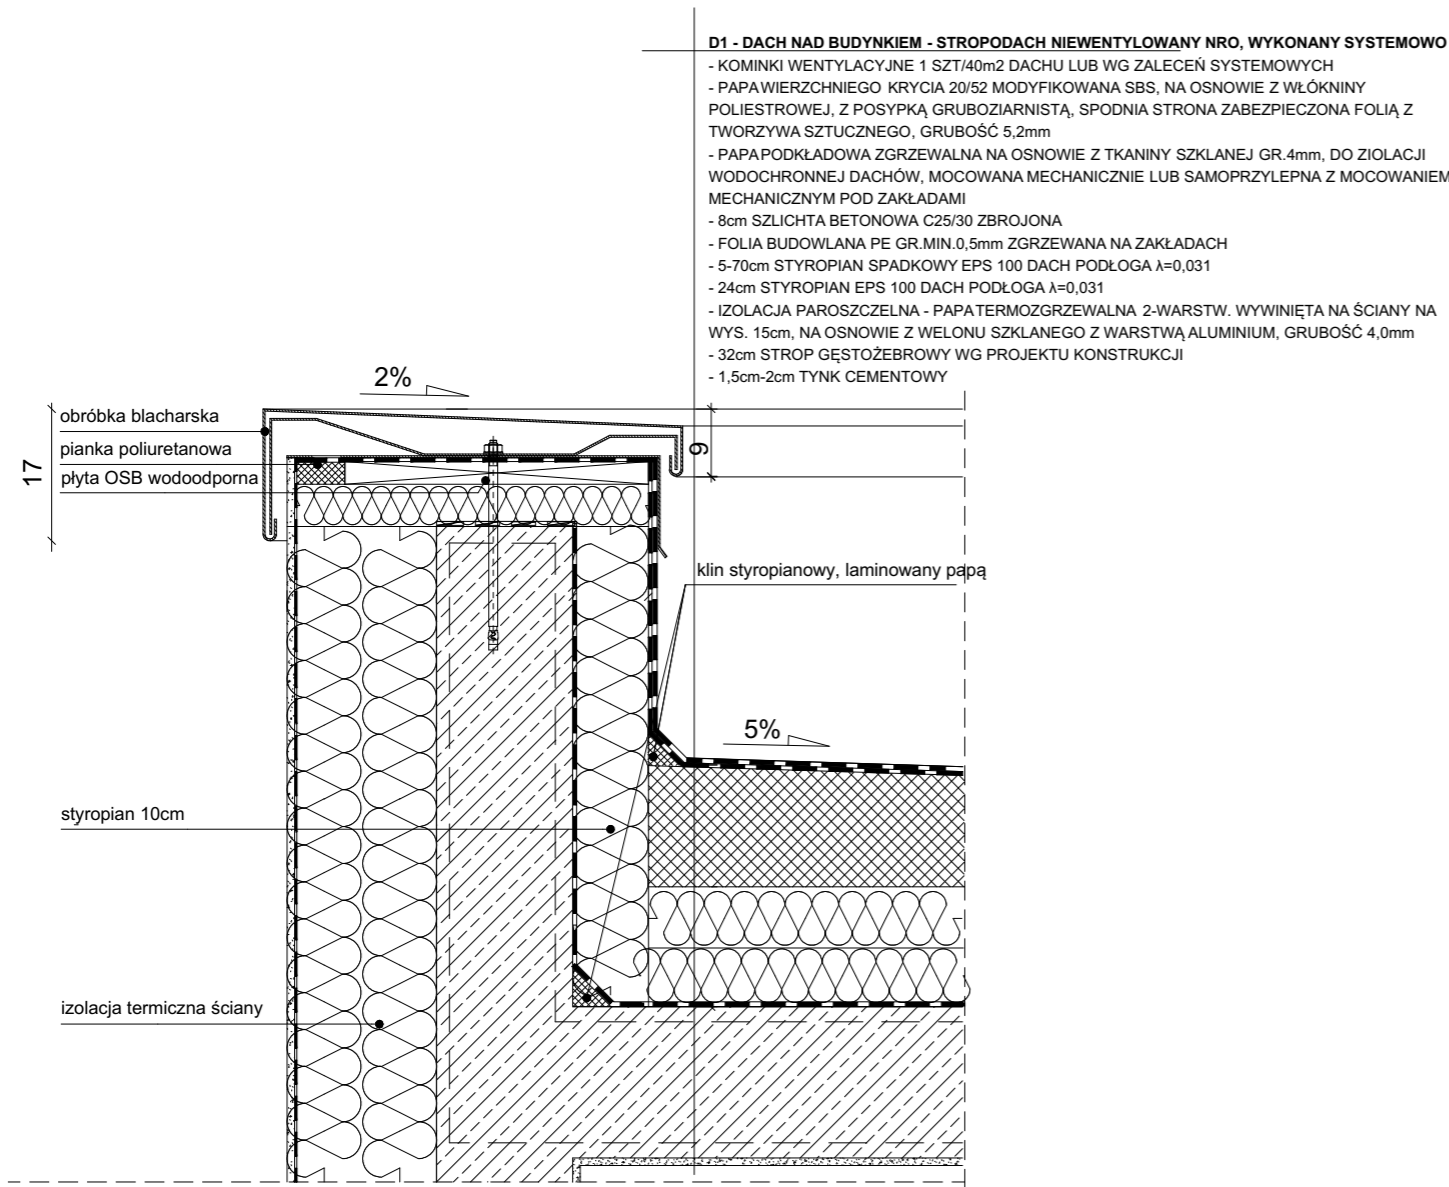 D1 - DACH NAD BUDYNKIEM - STROPODACH NIEWENTYLOWANY NRO, WYKONANY SYSTEMOWO
- KOMINKI WENTYLACYJNE 1 SZT/40m2 DACHU LUB WG ZALECEŃ SYSTEMOWYCH
- PAPA WIERZCHNIEGO KRYCIA 20/52 MODYFIKOWANA SBS, NA OSNOWIE Z WŁÓKNINY
POLIESTROWEJ, Z POSYPKĄ GRUBOZIARNISTĄ, SPODNIA STRONA ZABEZPIECZONA FOLIĄ Z
TWORZYWA SZTUCZNEGO, GRUBOŚĆ 5,2mm
- PAPA PODKŁADOWA ZGRZEWALNA NA OSNOWIE Z TKANINY SZKLANEJ GR.4mm, DO ZIOLACJI
WODOCHRONNEJ DACHÓW, MOCOWANA MECHANICZNIE LUB SAMOPRZYLEPNA Z MOCOWANIEM
MECHANICZNYM POD ZAKŁADAMI
- 8cm SZLICHTA BETONOWA C25/30 ZBROJONA
- FOLIA BUDOWLANA PE GR.MIN.0,5mm ZGRZEWANA NA ZAKŁADACH
- 5-70cm STYROPIAN SPADKOWY EPS 100 DACH PODŁOGA λ=0,031
- 24cm STYROPIAN EPS 100 DACH PODŁOGA λ=0,031
- IZOLACJA PAROSZCZELNA - PAPA TERMOZGRZEWALNA 2-WARSTW. WYWINIĘTA NA ŚCIANY NA
WYS. 15cm, NA OSNOWIE Z WELONU SZKLANEGO Z WARSTWĄ ALUMINIUM, GRUBOŚĆ 4,0mm
- 32cm STROP GĘSTOŻEBROWY WG PROJEKTU KONSTRUKCJI
- 1,5cm-2cm TYNK CEMENTOWY
2%
obróbka blacharska
pianka poliuretanowa
płyta OSB wodoodporna
17
9
klin styropianowy, laminowany papą
5%
styropian 10cm
izolacja termiczna ściany